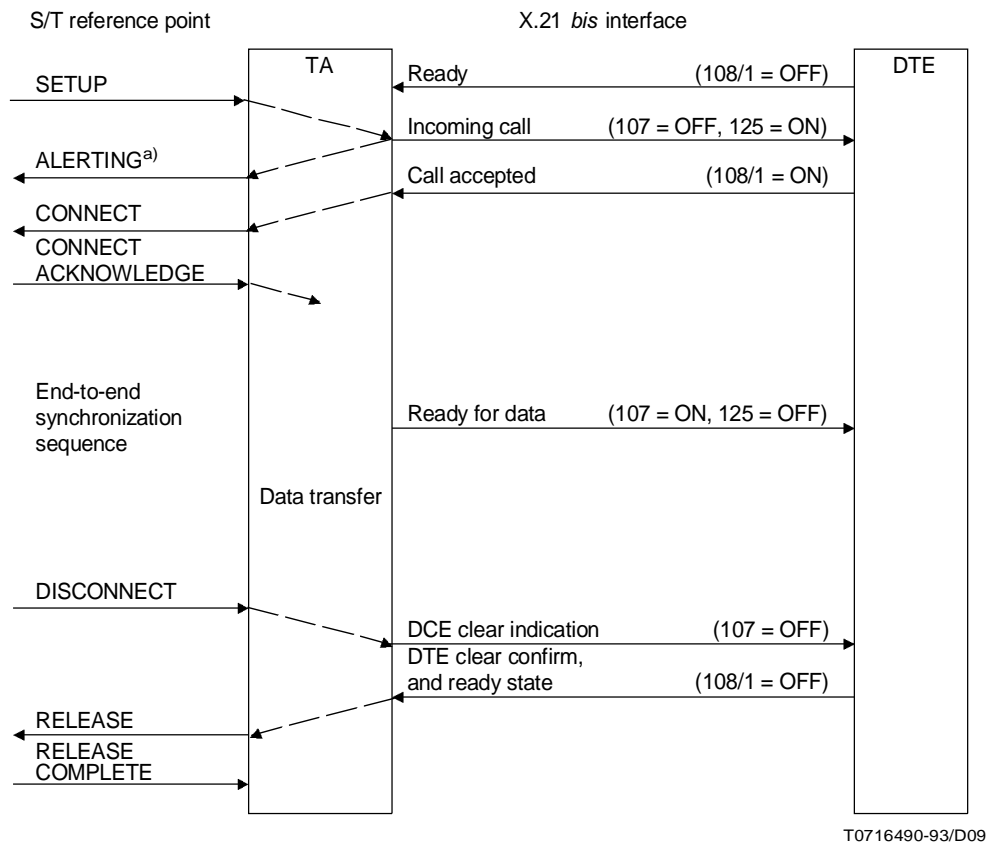 S/T reference point
X.21 bis interface
TA
DTE
Ready (108/1 = OFF)
SETUP
Incoming call (107 = OFF, 125 = ON)
ALERTINGa)
Call accepted (108/1 = ON)
CONNECT
CONNECT
ACKNOWLEDGE
End-to-end
synchronization
sequence
Ready for data (107 = ON, 125 = OFF)
Data transfer
DISCONNECT
DCE clear indication (107 = OFF)
DTE clear confirm,
and ready state (108/1 = OFF)
RELEASE
RELEASE
COMPLETE
T0716490-93/D09